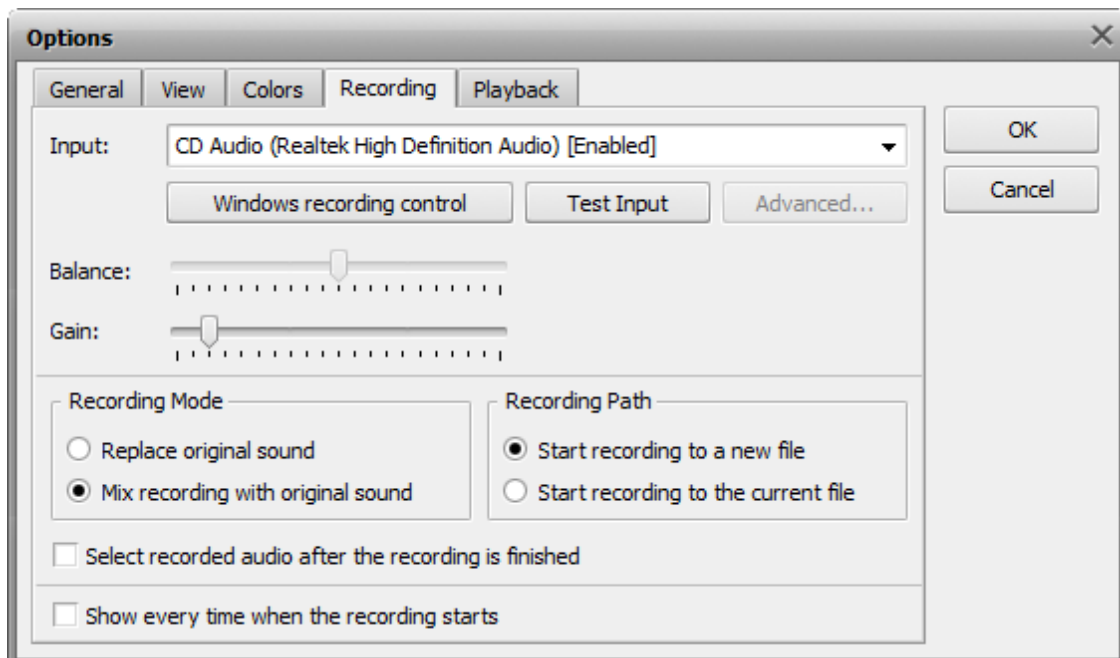 Options
General View Colors Recording Playback
Input: CD Audio (Realtek High Definition Audio) [Enabled] OK
Windows recording control Test Input Advanced... Cancel
Balance:
Gain:
Recording Mode Recording Path
Replace original sound Start recording to a new file
Mix recording with original sound Start recording to the current file
Select recorded audio after the recording is finished
Show every time when the recording starts